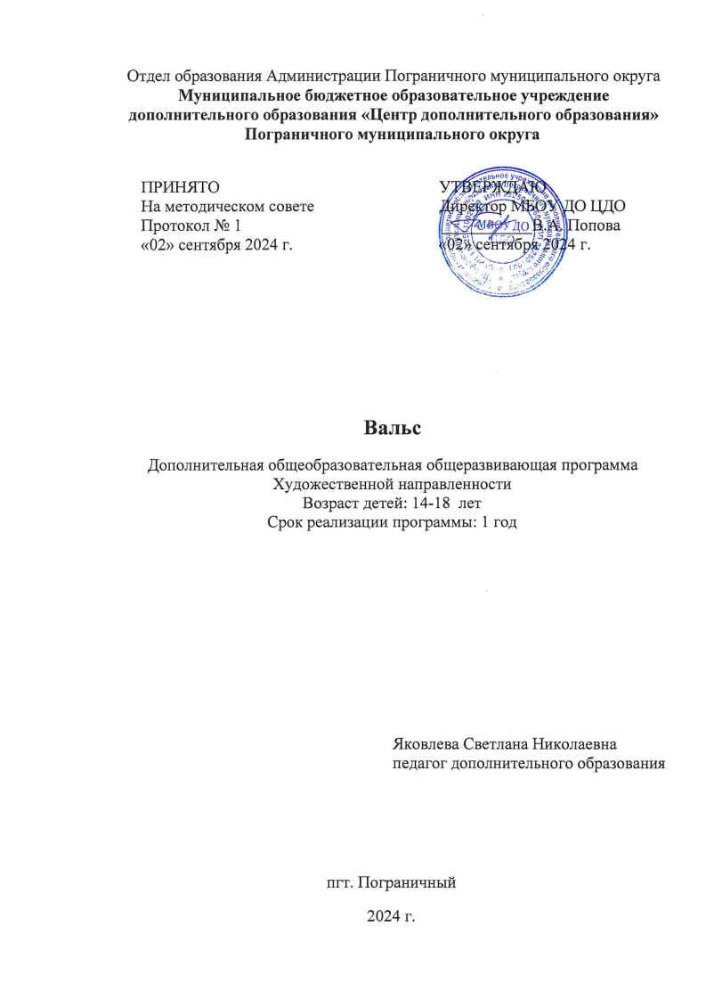 Отдел образования Администрации Пограничного муниципального округа
Муниципальное бюджетное образовательное учреждение
дополнительного образования «Центр дополнительного образования»
Пограничного муниципального округа
ПРИНЯТО
На методическом совете
Протокол № 1
«02» сентября 2024 г.
УТВЕРЖДАЮ
Директор МБОУ ДО ЦДО
В.А. Попова
«02» сентября 2024 г.
МБОУ ДО
Вальс
Дополнительная общеобразовательная общеразвивающая программа
Художественной направленности
Возраст детей: 14-18 лет
Срок реализации программы: 1 год
Яковлева Светлана Николаевна
педагог дополнительного образования
пгт. Пограничный
2024 г.